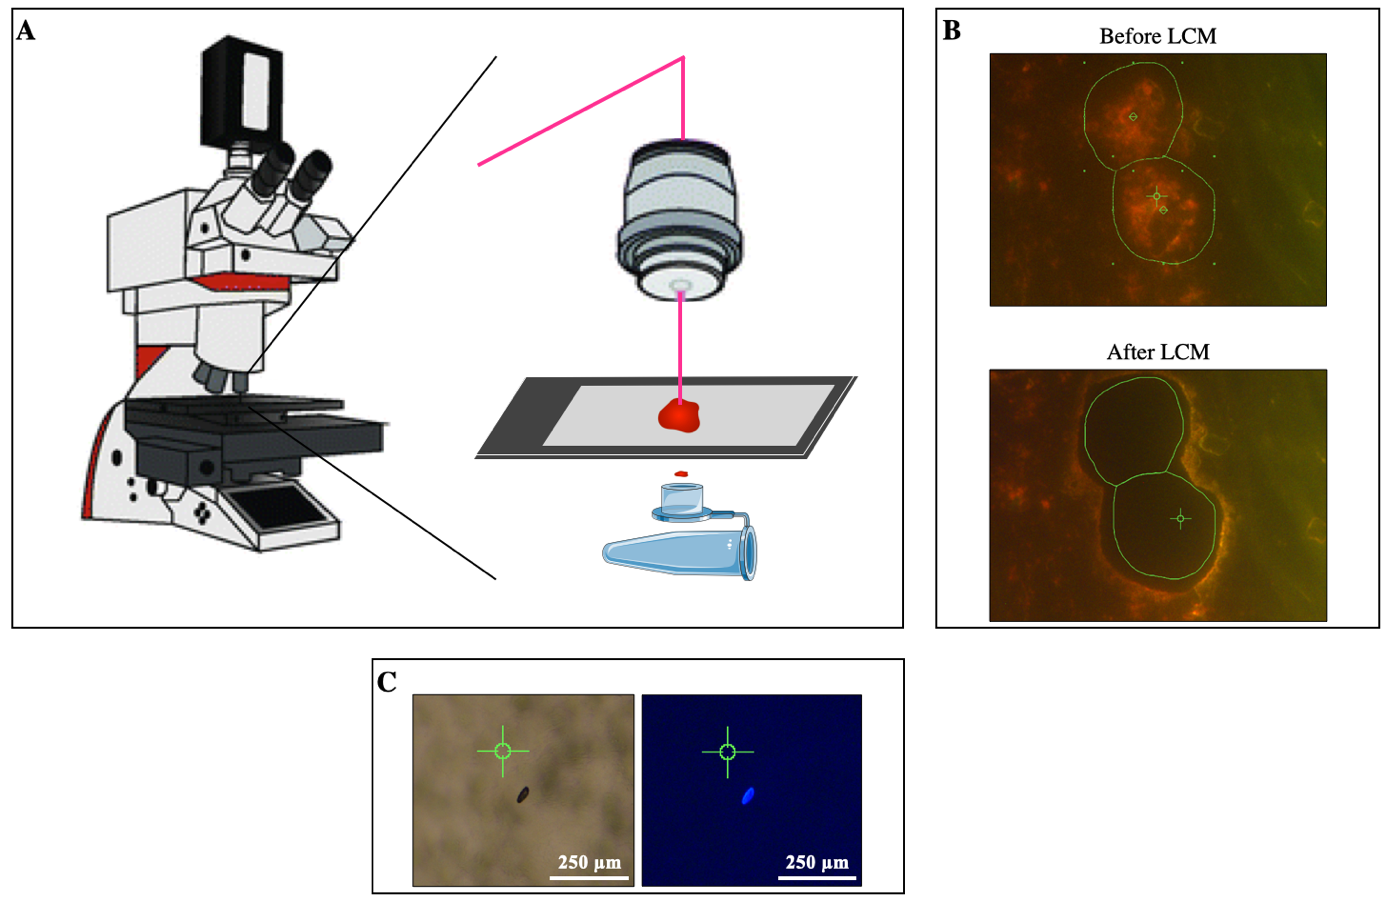 A
B
Before LCM
After LCM
C
250 µm
250 µm